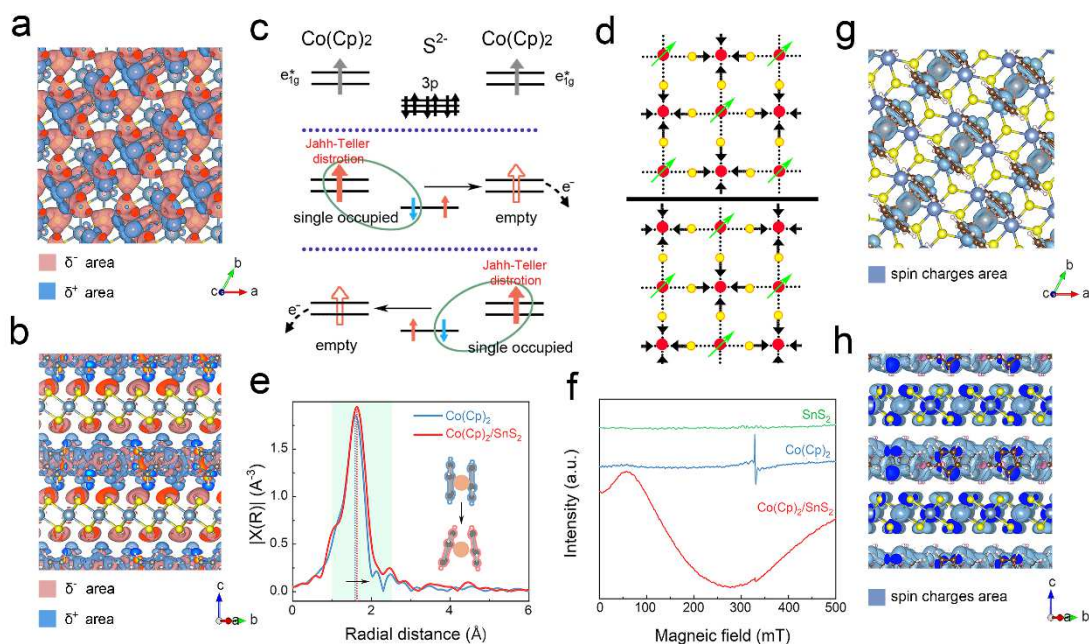 a
δ⁻ area
δ⁺ area
b
c
a
b
δ⁻ area
δ⁺ area
c
a
b
c
Co(Cp)2
S²⁻
Co(Cp)2
e*1g
3p
e*1g
Jahh-Teller
distrotion
e⁻
single occupied
empty
Jahh-Teller
distrotion
e⁻
empty
single occupied
d
e
|X(R)| (A⁻³)
1.5
1.0
0.5
0.0
Co(Cp)₂
Co(Cp)₂/SnS₂
0
2
4
6
Radial distance (Å)
f
Intensity (a.u.)
SnS₂
Co(Cp)₂
Co(Cp)₂/SnS₂
0
100
200
300
400
500
Magneic field (mT)
g
spin charges area
b
c
a
h
spin charges area
c
a
b